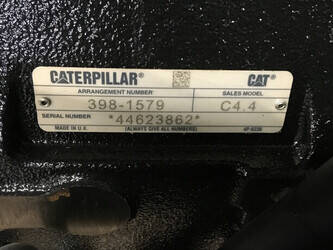 CATERPILLAR® CAT®
ARRANGEMENT NUMBER SALES MODEL
398-1579 C4.4
SERIAL NUMBER *44623862*
MADE IN U.K. (ALWAYS GIVE ALL NUMBERS)